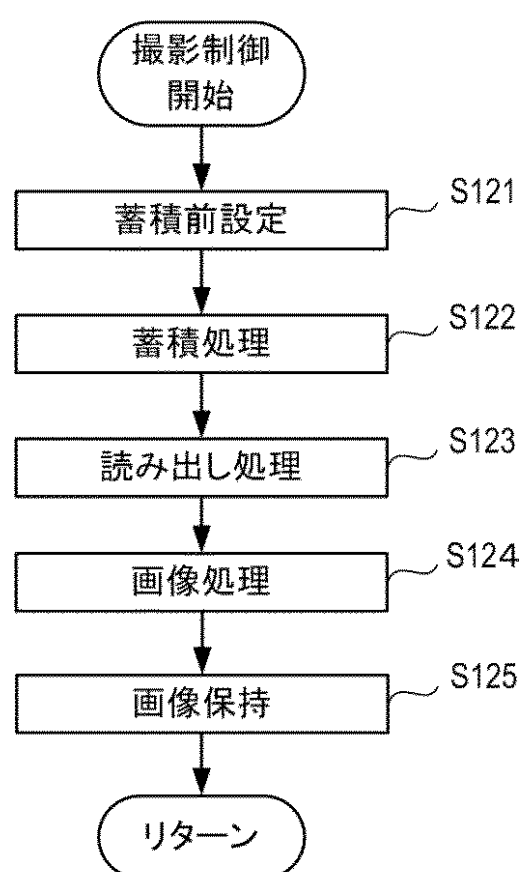 撮影制御
開始
S121
蓄積前設定
S122
蓄積処理
S123
読み出し処理
S124
画像処理
S125
画像保持
リターン